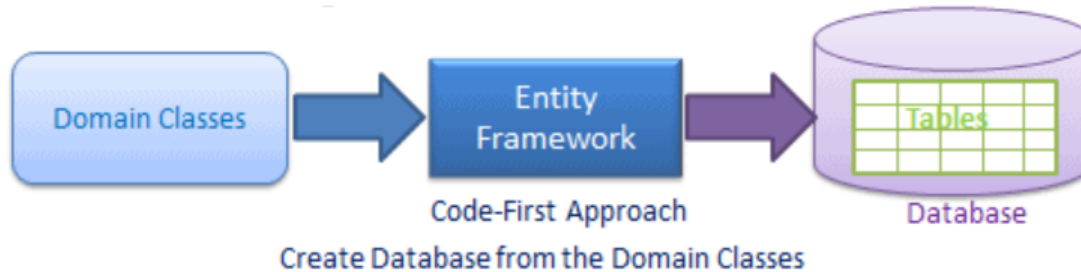 Domain Classes
Entity
Framework
Tables
Code-First Approach
Database
Create Database from the Domain Classes